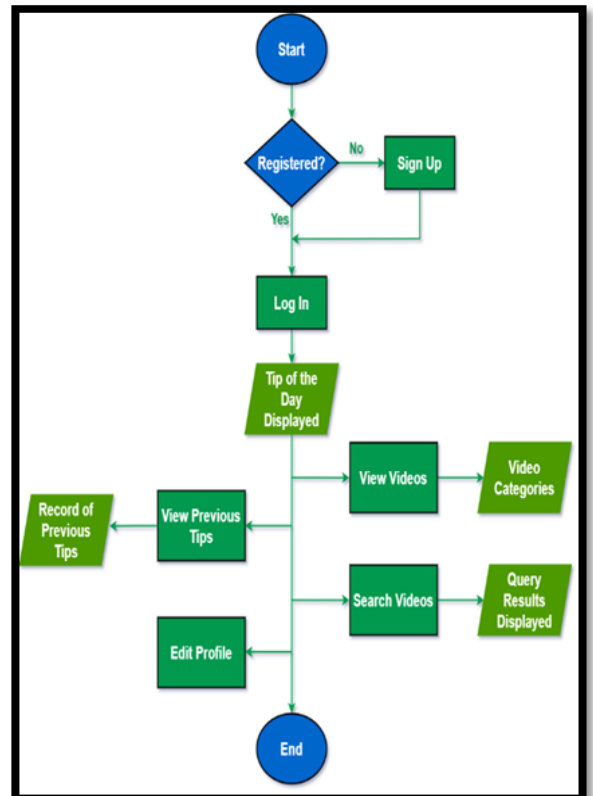 Start
Registered?
No
Sign Up
Yes
Log In
Tip of the
Day
Displayed
View Videos
Video
Categories
View Previous
Tips
Record of
Previous
Tips
Search Videos
Query
Results
Displayed
Edit Profile
End